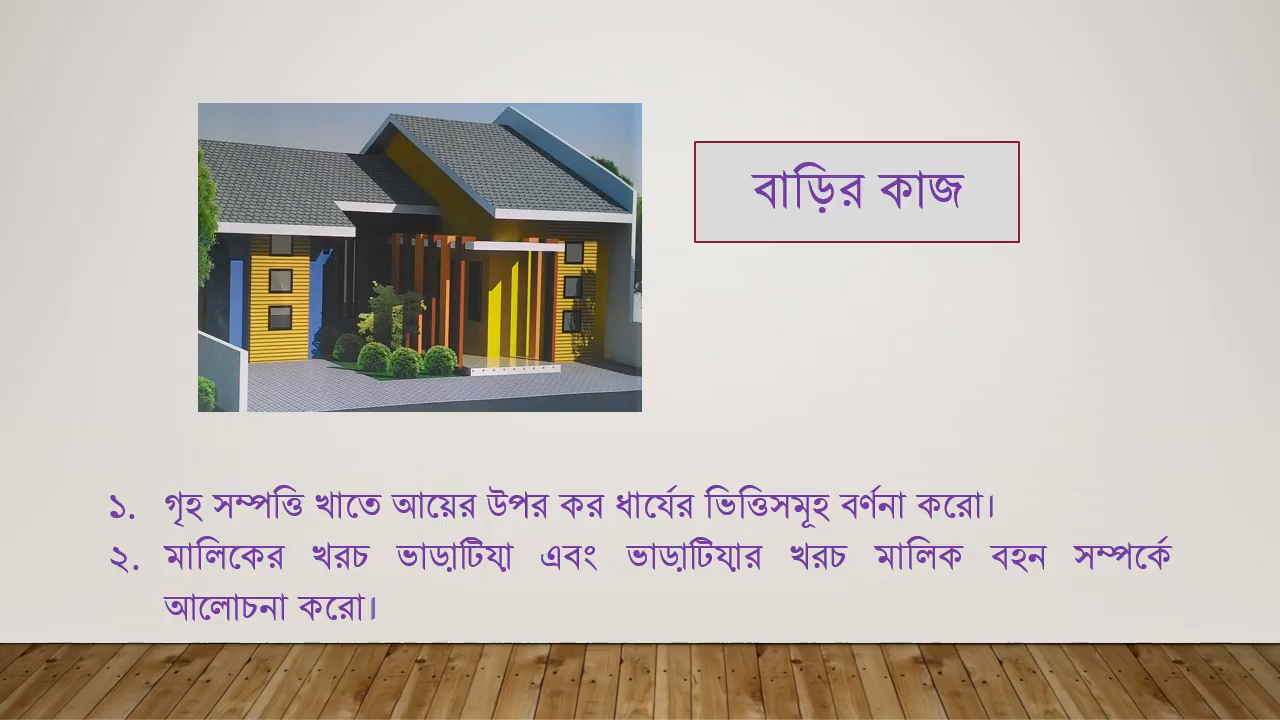 বাড়ির কাজ
১. গৃহ সম্পত্তি খাতে আয়ের উপর কর ধার্যের ভিত্তিসমূহ বর্ণনা করো।
২. মালিকের খরচ ভাড়াটিয়া এবং ভাড়াটিয়ার খরচ মালিক বহন সম্পর্কে
আলোচনা করো।